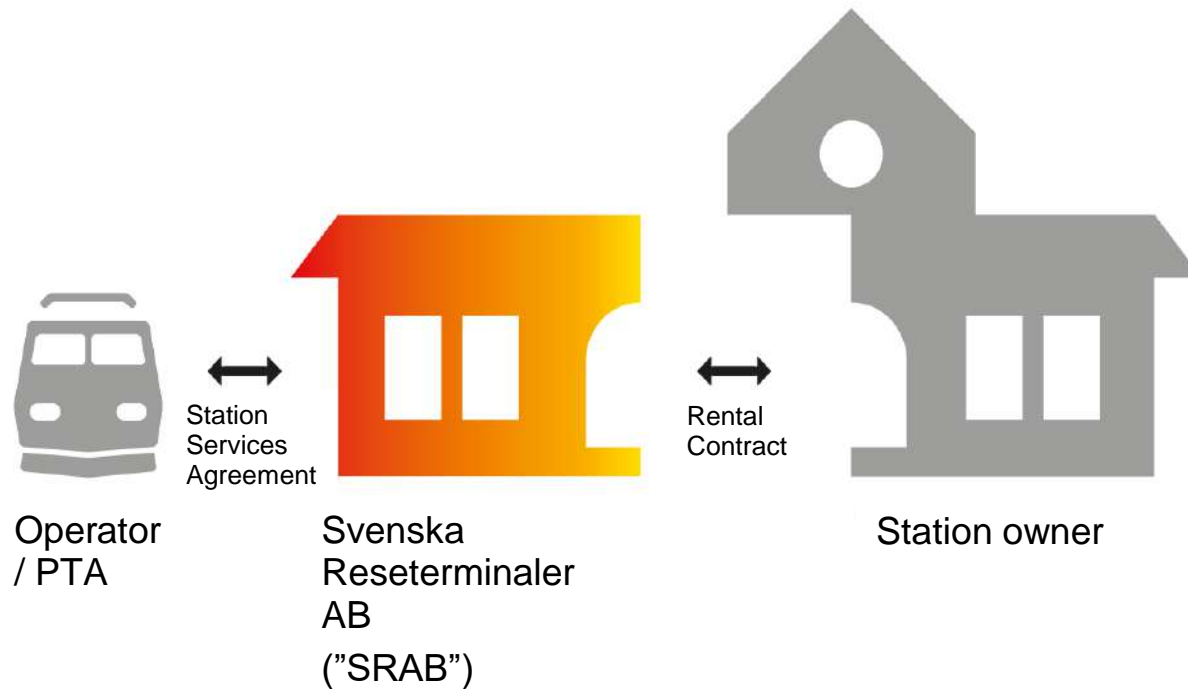 Station
Services
Agreement
Rental
Contract
Operator
/ PTA
Svenska
Reseterminaler
AB
(”SRAB”)
Station owner